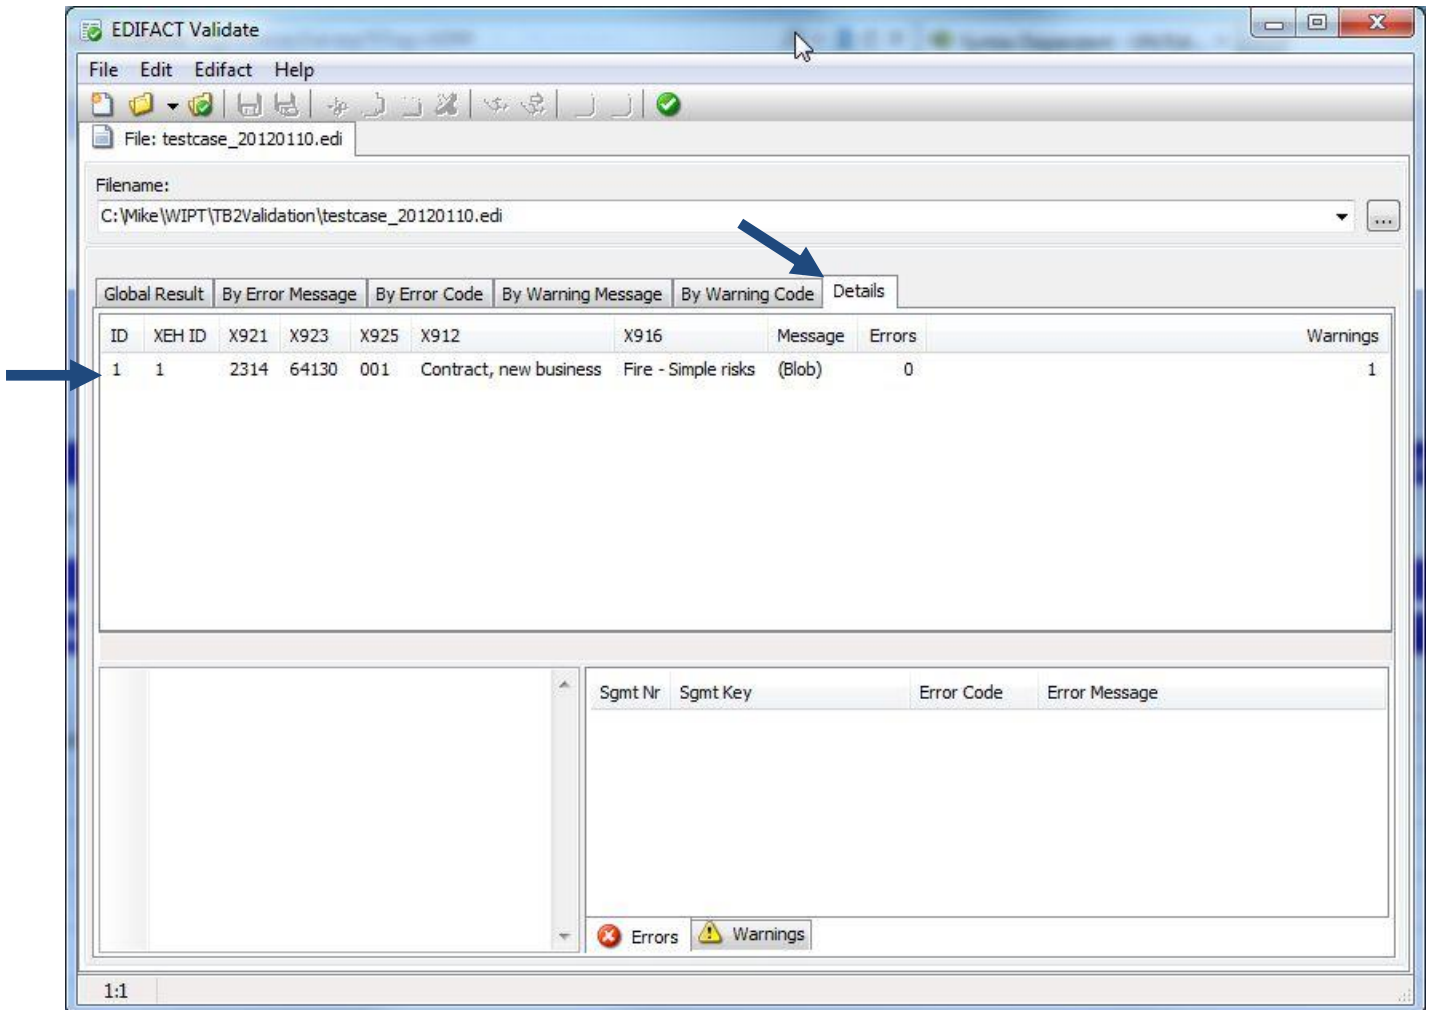 EDIFACT Validate
File Edit Edifact Help
File: testcase_20120110.edi
Filename:
C:\Mike\WIPT\TB2Validation\testcase_20120110.edi
...
Global Result By Error Message By Error Code By Warning Message By Warning Code Details
ID XEH ID X921 X923 X925 X912 X916 Message Errors Warnings
1 1 2314 64130 001 Contract, new business Fire - Simple risks (Blob) 0 1
Sgmt Nr Sgmt Key Error Code Error Message
Errors Warnings
1:1